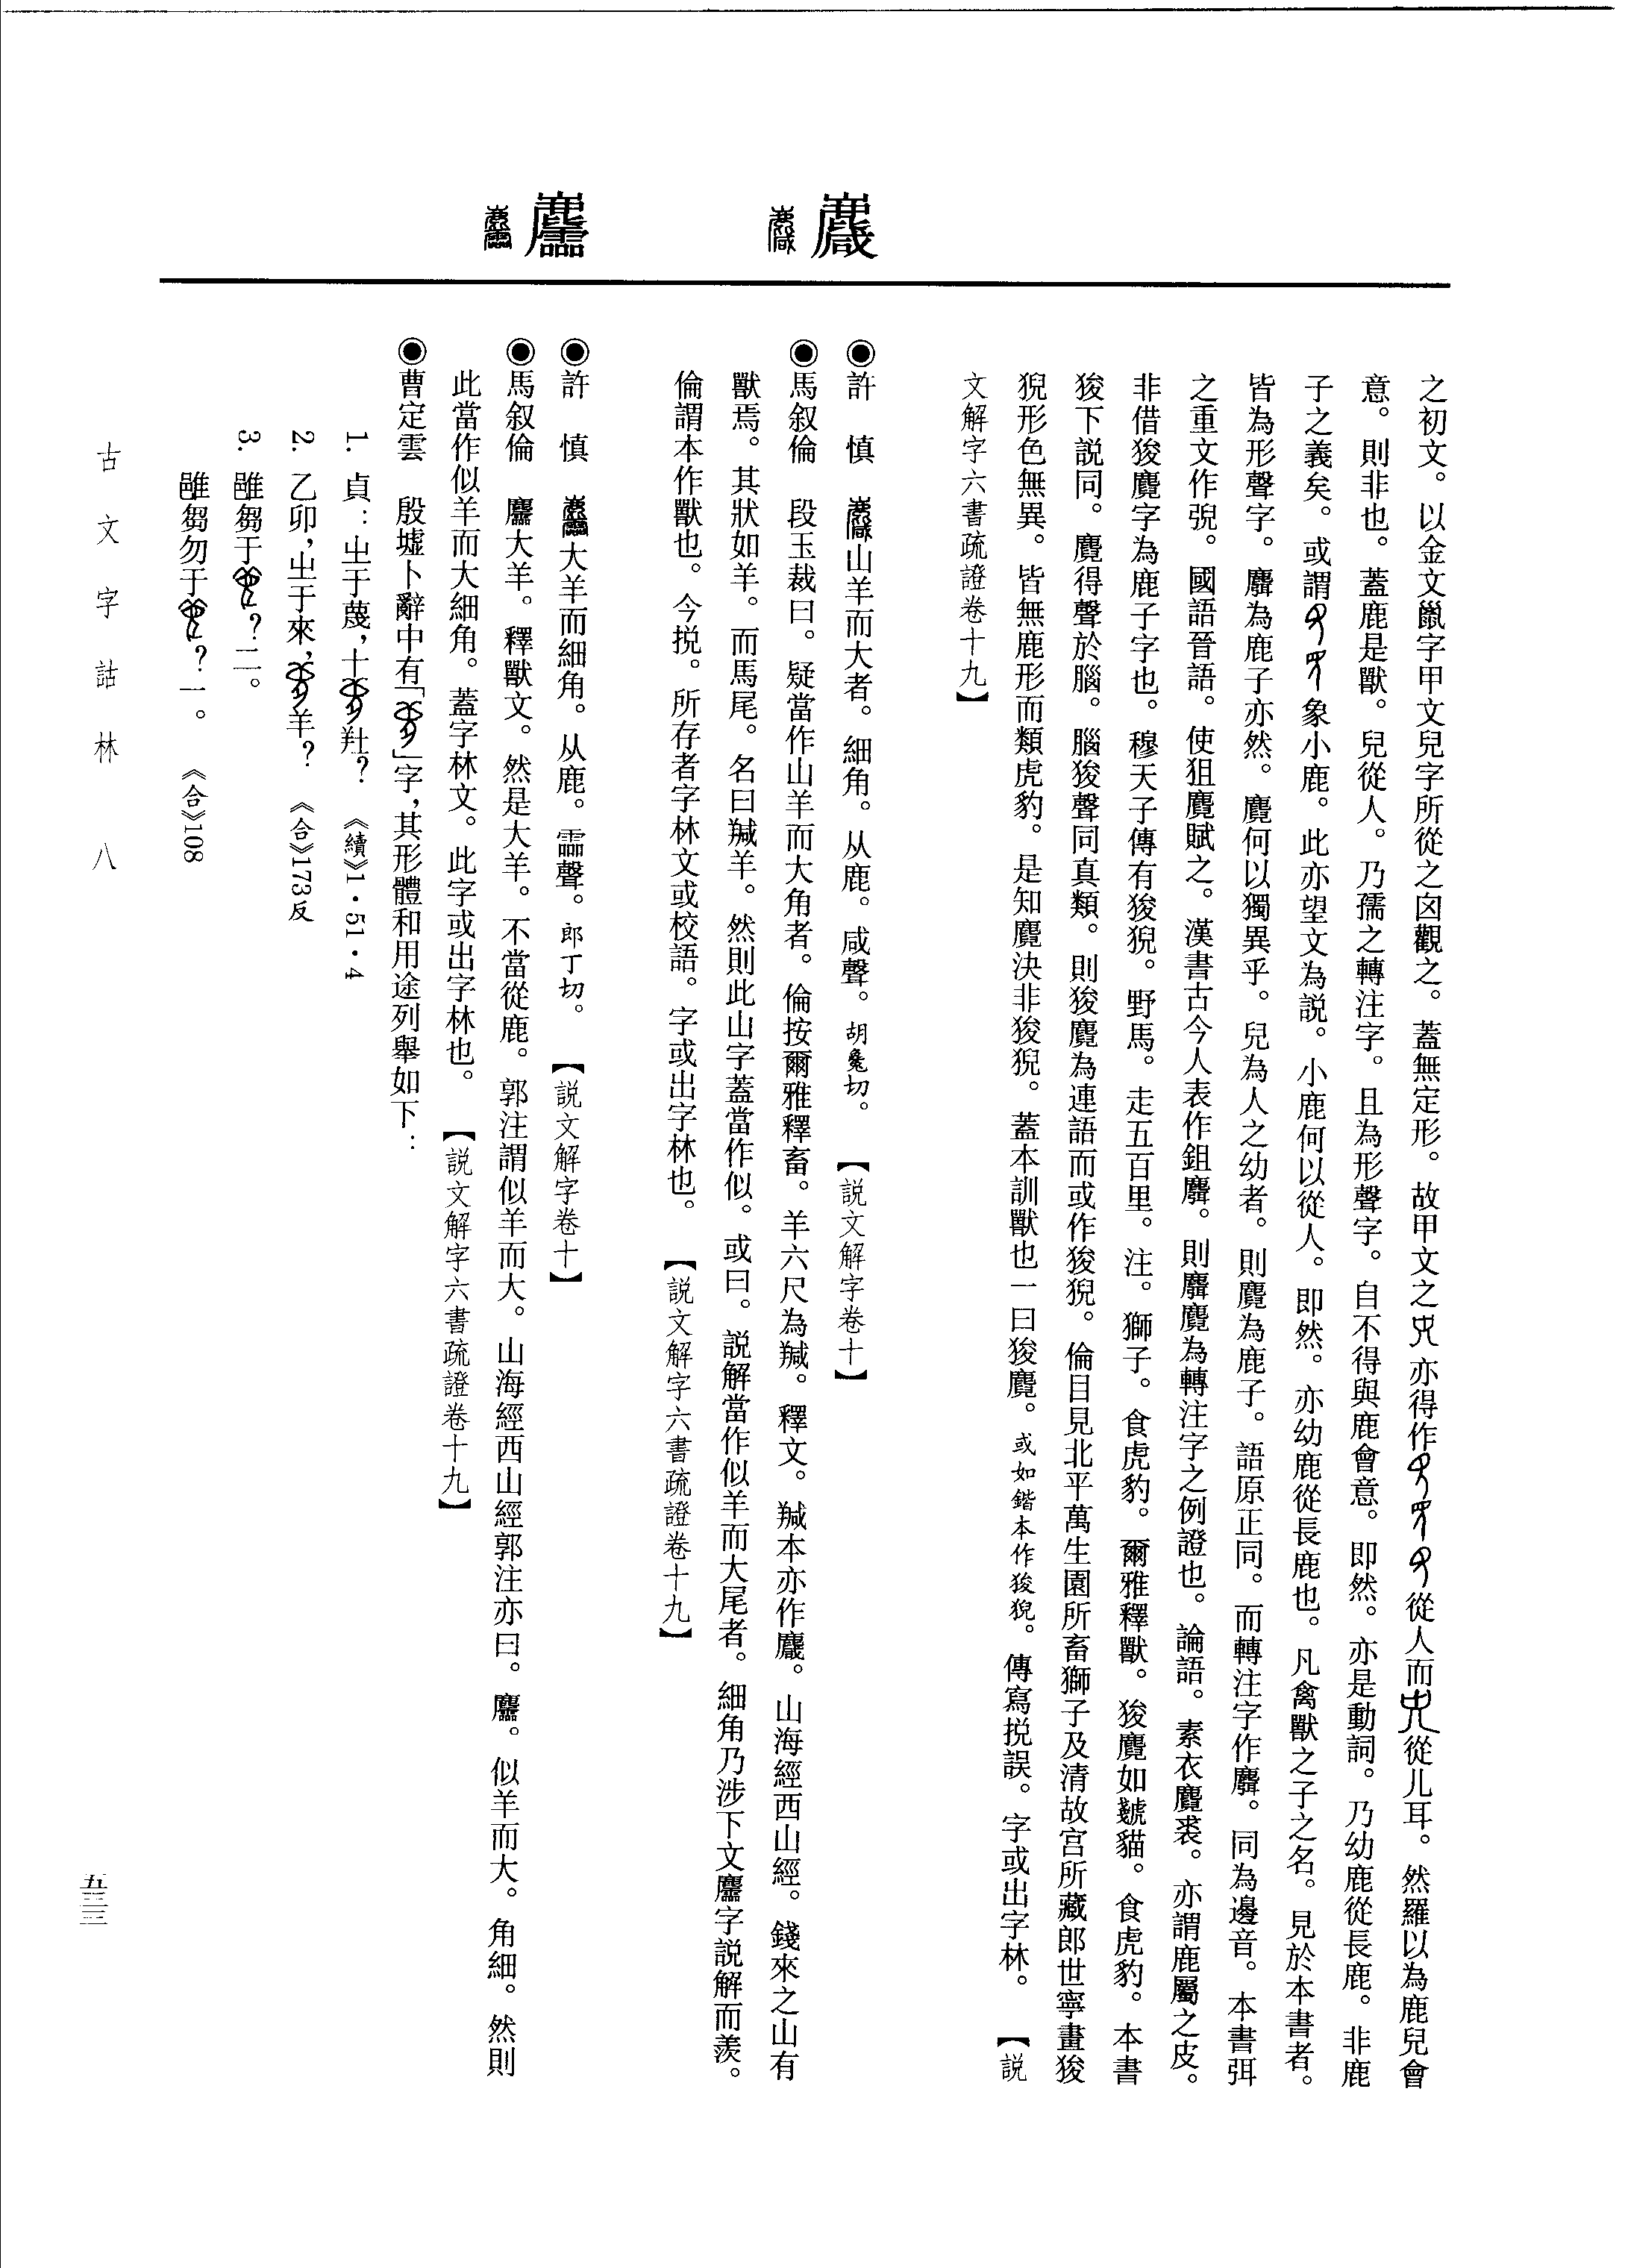 之初文。以金文鬣字甲文兒字所從之囟觀之。蓋無定形。故甲文之亦得作從人而從儿耳。然羅以為鹿兒會
意。則非也。蓋鹿是獸。兒從人。乃孺之轉注字。且為形聲字。自不得與鹿會意。即然。亦是動詞。乃幼鹿從長鹿。非鹿
子之義矣。或謂象小鹿。此亦望文為説。小鹿何以從人。即然。亦幼鹿從長鹿也。凡禽獸之子之名。見於本書者。
皆為形聲字。麛為鹿子亦然。麑何以獨異乎。兒為人之幼者。則麑為鹿子。語原正同。而轉注字作麛。同為邊音。本書弭
之重文作㢽。國語晉語。使狙麑賊之。漢書古今人表作鉏麛。則麛麑為轉注字之例證也。論語。素衣麑裘。亦謂鹿屬之皮。
非借狻麑字為鹿子字也。穆天子傳有狻猊。野馬。走五百里。注。獅子。食虎豹。爾雅釋獸。狻麑如虦貓。食虎豹。本書
狻下説同。麑得聲於腦。腦狻聲同真類。則狻麑為連語而或作狻猊。倫目見北平萬生園所畜獅子及清故宫所藏郎世寧畫狻
猊形色無異。皆無鹿形而類虎豹。是知麑決非狻猊。蓋本訓獸也一曰狻麑。或如鍇本作狻猊。傳寫挩誤。字或出字林。【説
文解字六書疏證卷十九】
麙
◉許　慎　山羊而大者。細角。从鹿。咸聲。胡毚切。【説文解字卷十】
◉馬叙倫　段玉裁曰。疑當作山羊而大角者。倫按爾雅釋畜。羊六尺為羬。釋文。羬本亦作麙。山海經西山經。錢來之山有
獸焉。其狀如羊。而馬尾。名曰羬羊。然則此山字蓋當作似。或曰。説解當作似羊而大尾者。細角乃涉下文麢字説解而羨。
倫謂本作獸也。今挩。所存者字林文或校語。字或出字林也。【説文解字六書疏證卷十九】
麢
◉許　慎　大羊而細角。从鹿。霝聲。郎丁切。【説文解字卷十】
◉馬叙倫　麢大羊。釋獸文。然是大羊。不當從鹿。郭注謂似羊而大。山海經西山經郭注亦曰。麢。似羊而大。角細。然則
此當作似羊而大細角。蓋字林文。此字或出字林也。【説文解字六書疏證卷十九】
◉曹定雲　殷墟卜辭中有「」字，其形體和用途列舉如下：
1. 貞：㞢于蔑，十𤘘？《續》1·51·4
2. 乙卯，㞢于來，羊？《合》173反
3. 雝芻于？二。
雝芻勿于？一。《合》108
古文字詁林　八
五三三